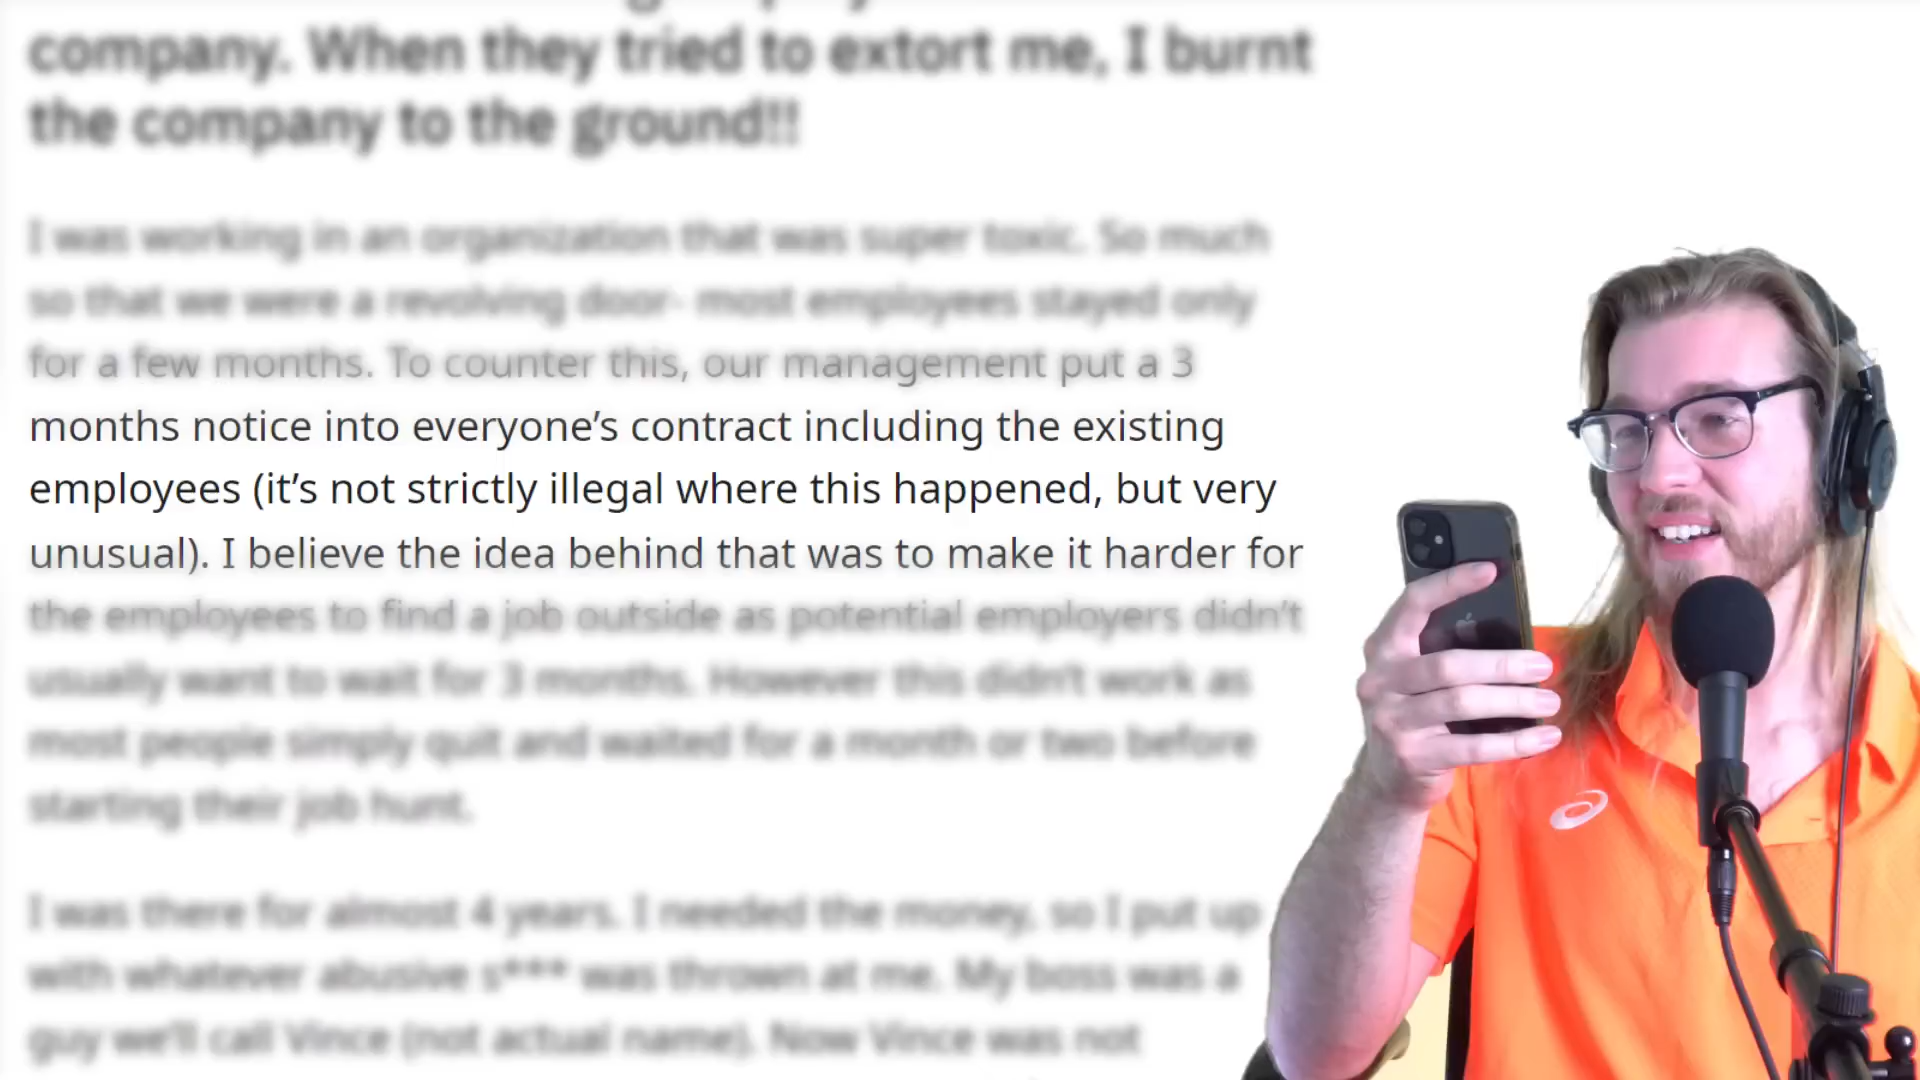 company. When they tried to extort me, I burnt
the company to the ground!!
I was working in an organization that was super toxic. So much
so that we were a revolving door- most employees stayed only
for a few months. To counter this, our management put a 3
months notice into everyone’s contract including the existing
employees (it’s not strictly illegal where this happened, but very
unusual). I believe the idea behind that was to make it harder for
the employees to find a job outside as potential employers didn’t
usually want to wait for 3 months. However this didn’t work as
most people simply quit and waited for a month or two before
starting their job hunt.
I was there for almost 4 years. I needed the money, so I put up
with whatever abusive s*** was thrown at me. My boss was a
guy we’ll call Vince (not actual name). Now Vince was not